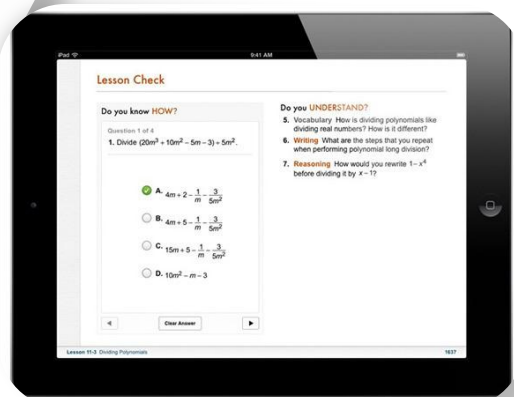 iPad 9:41 AM
Lesson Check
Do you know HOW?
Question 1 of 4
1. Divide (20m³ + 10m² – 5m – 3) ÷ 5m².
A. 4m + 2 – 1/m – 3/5m²
B. 4m + 5 – 1/m – 3/5m²
C. 15m + 5 – 1/m – 3/5m²
D. 10m² – m – 3
Clear Answer
Do you UNDERSTAND?
5. Vocabulary How is dividing polynomials like
dividing real numbers? How is it different?
6. Writing What are the steps that you repeat
when performing polynomial long division?
7. Reasoning How would you rewrite 1 – x⁴
before dividing it by x – 1?
Lesson 11-3 Dividing Polynomials 1637